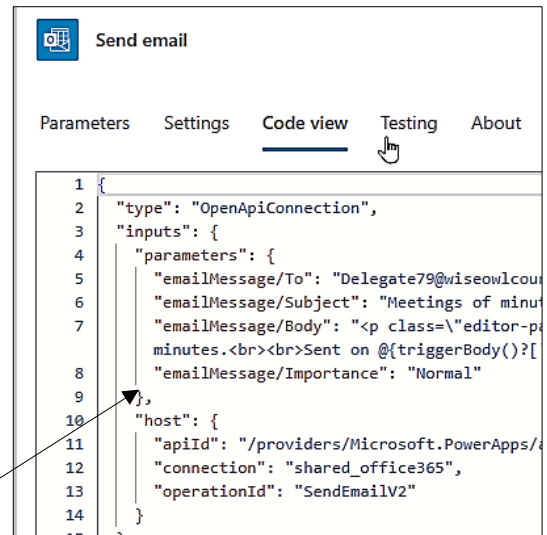 Send email
Parameters Settings Code view Testing About
1 {
2 "type": "OpenApiConnection",
3 "inputs": {
4 "parameters": {
5 "emailMessage/To": "Delegate79@wiseowlcour
6 "emailMessage/Subject": "Meetings of minut
7 "emailMessage/Body": "<p class=\"editor-pa
minutes.<br><br>Sent on @{triggerBody()?[
8 "emailMessage/Importance": "Normal"
9 },
10 "host": {
11 "apiId": "/providers/Microsoft.PowerApps/a
12 "connection": "shared_office365",
13 "operationId": "SendEmailV2"
14 }